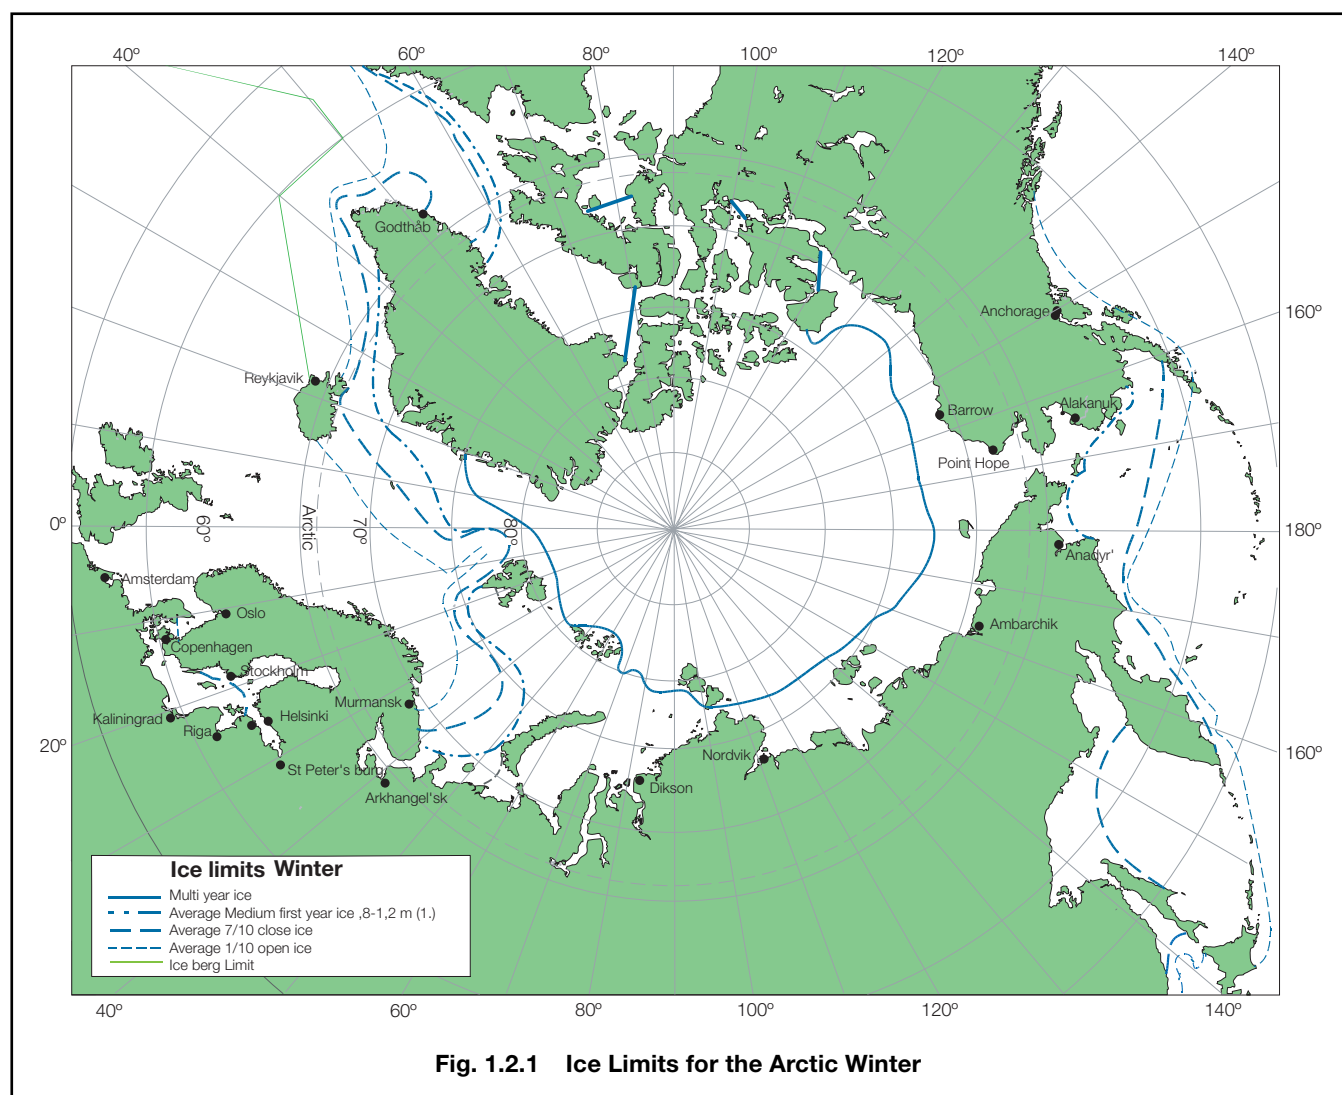 40º 60º 80º 100º 120º 140º
Godthåb
Anchorage
160º
Reykjavik
Barrow
Alakanuk
Point Hope
0º
60º
Arctic
70º
80º
180º
Anadyr'
Amsterdam
Oslo
Ambarchik
Copenhagen
Stockholm
Murmansk
Kaliningrad
Helsinki
Riga
20º
Nordvik
160º
St Peter's burg
Dikson
Arkhangel'sk
Ice limits Winter
Multi year ice
Average Medium first year ice ,8-1,2 m (1.)
Average 7/10 close ice
Average 1/10 open ice
Ice berg Limit
40º 60º 80º 100º 120º 140º
Fig. 1.2.1 Ice Limits for the Arctic Winter